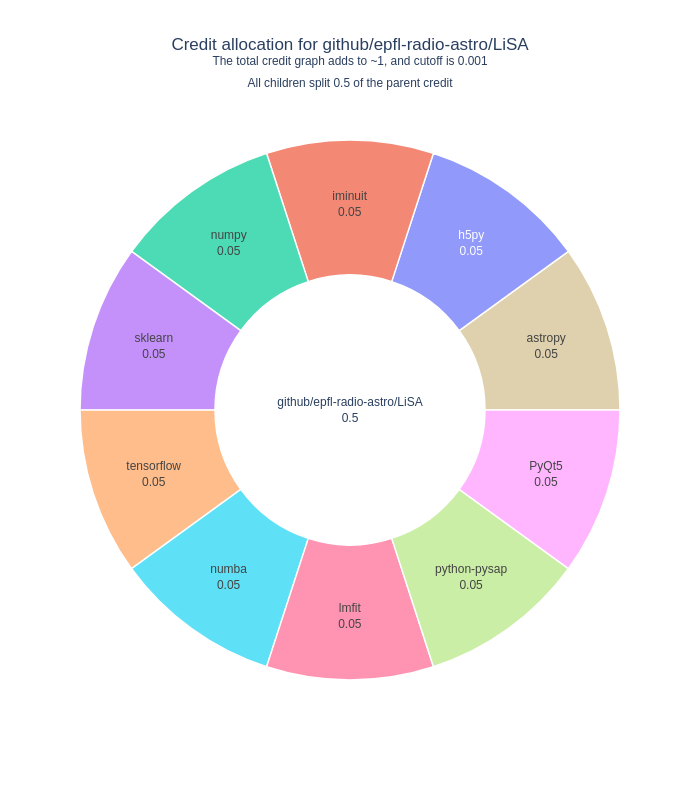 Credit allocation for github/epfl-radio-astro/LiSA
The total credit graph adds to ~1, and cutoff is 0.001
All children split 0.5 of the parent credit
iminuit
0.05
numpy
0.05
h5py
0.05
sklearn
0.05
astropy
0.05
github/epfl-radio-astro/LiSA
0.5
tensorflow
0.05
PyQt5
0.05
numba
0.05
python-pysap
0.05
lmfit
0.05